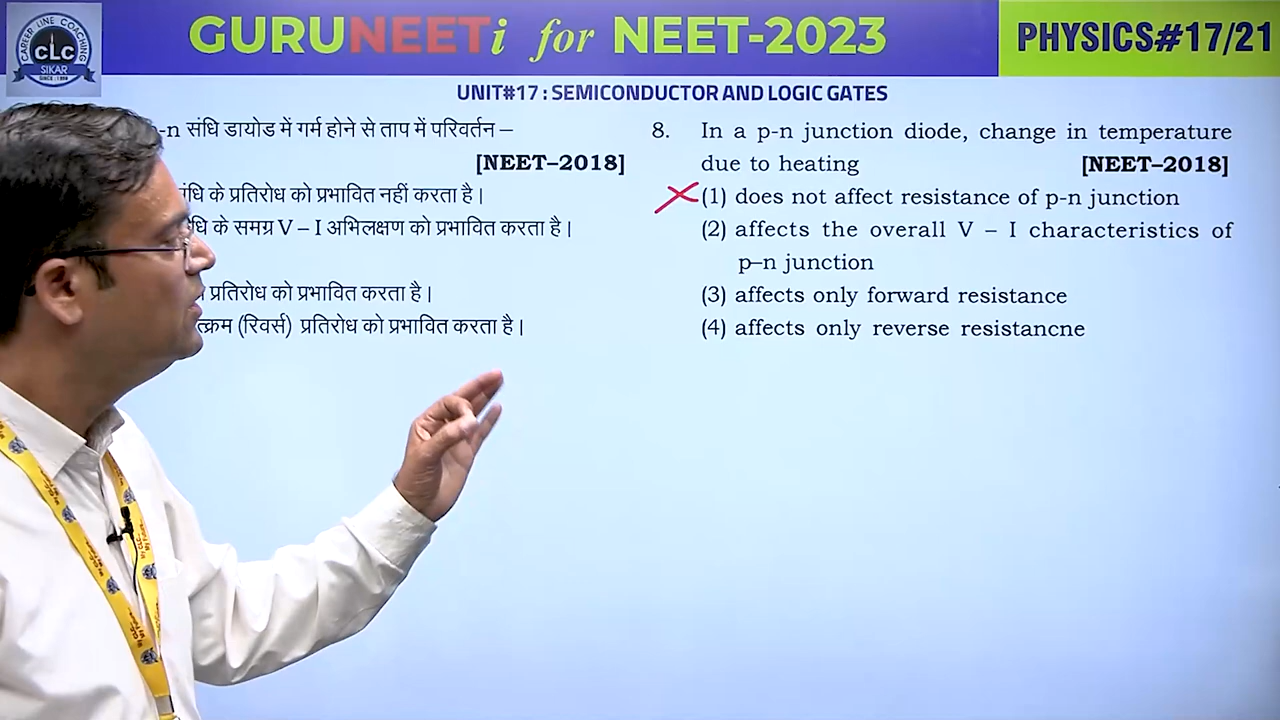 CAREER LINE COACHING
CLC
SIKAR
SINCE : 1996
GURUNEETi for NEET-2023
PHYSICS#17/21
UNIT#17 : SEMICONDUCTOR AND LOGIC GATES
-n संधि डायोड में गर्म होने से ताप में परिवर्तन –
[NEET–2018]
संधि के प्रतिरोध को प्रभावित नहीं करता है।
के समग्र V – I अभिलक्षण को प्रभावित करता है।
प्रतिरोध को प्रभावित करता है।
(रिवर्स) प्रतिरोध को प्रभावित करता है।
8. In a p-n junction diode, change in temperature
due to heating [NEET–2018]
(1) does not affect resistance of p-n junction
(2) affects the overall V – I characteristics of
p–n junction
(3) affects only forward resistance
(4) affects only reverse resistancne